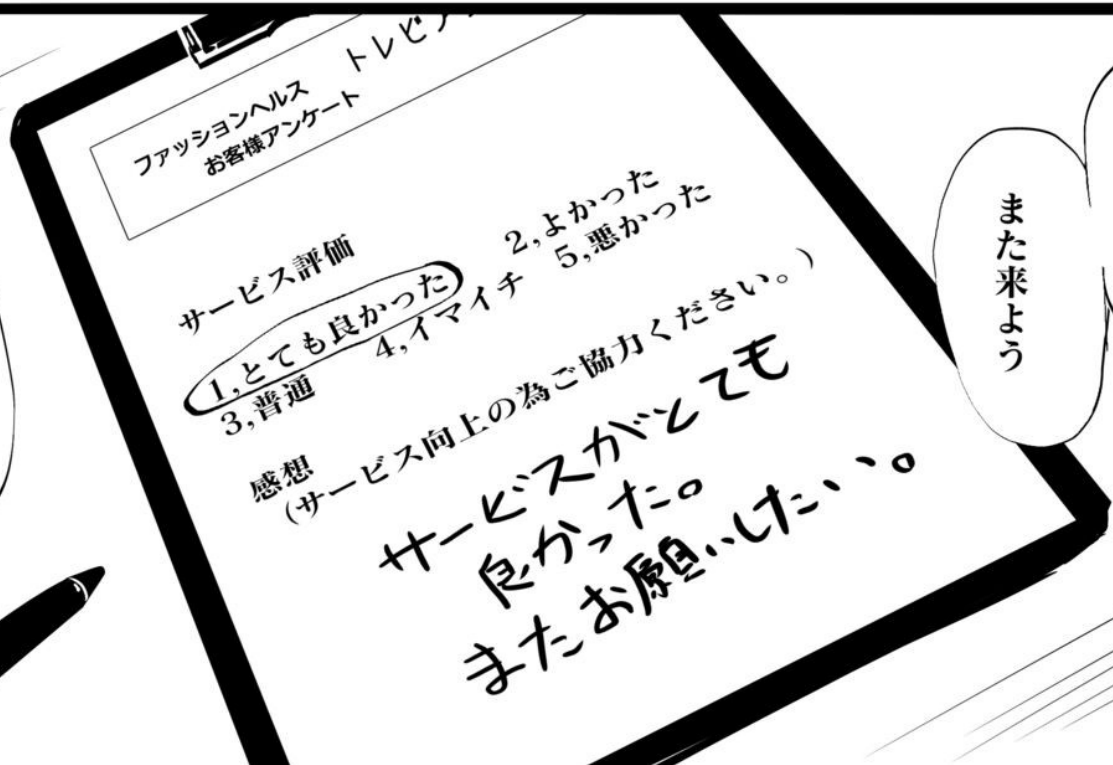 ファッションヘルス トレビア
お客様アンケート
サービス評価
1,とても良かった 2,よかった
3,普通 4,イマイチ 5,悪かった
感想
(サービス向上の為ご協力ください。)
サービスがとても
良かった。
またお願いしたい。
また来よう